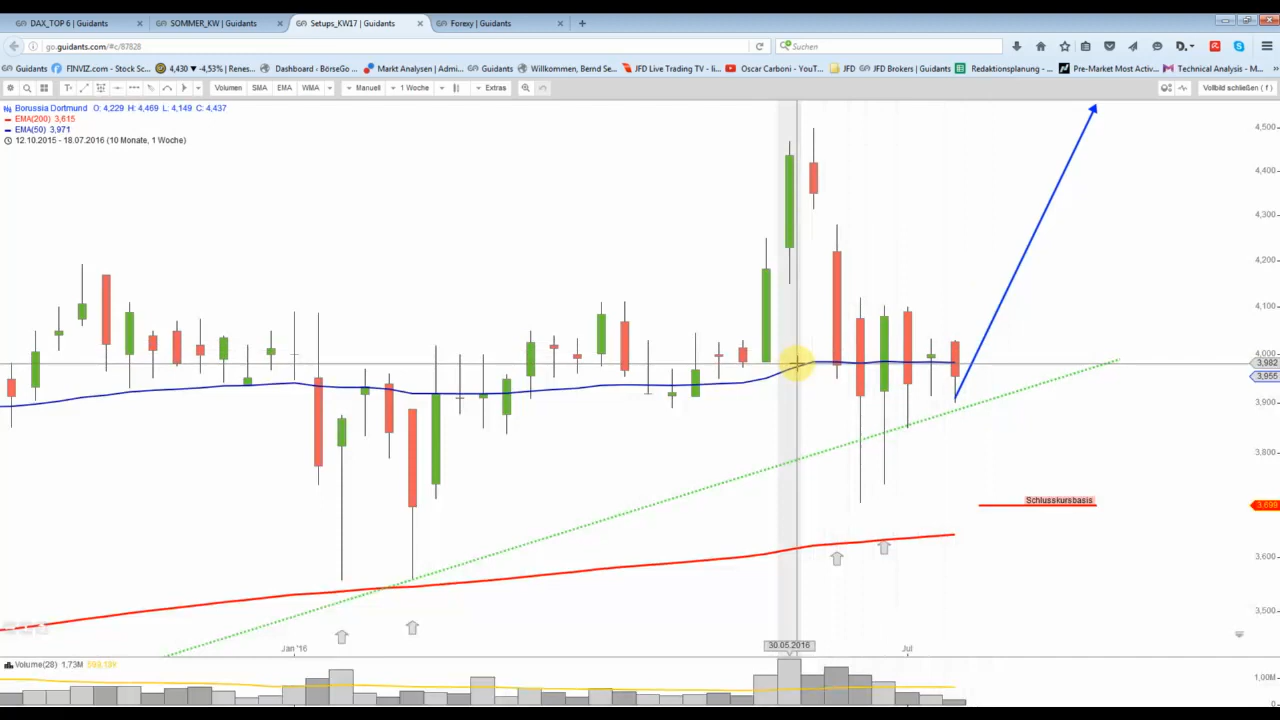 DAX_TOP 6 | Guidants
SOMMER_KW | Guidants
Setups_KW17 | Guidants
Forexy | Guidants
go.guidants.com/#c/87828
Suchen
Guidants
FINVIZ.com - Stock Sc...
4,430 -4,53% | Renes...
Dashboard ‹ BörseGo ...
Markt Analysen | Admi...
Guidants
Willkommen, Bernd Se...
JFD Live Trading TV - li...
Oscar Carboni - YouT...
JFD
JFD Brokers | Guidants
Redaktionsplanung - ...
Pre-Market Most Activ...
Technical Analysis - M...
Volumen
SMA
EMA
WMA
Manuell
1 Woche
Extras
Vollbild schließen ( f )
Borussia Dortmund O: 4,229 H: 4,469 L: 4,149 C: 4,437
EMA(200) 3,615
EMA(50) 3,971
12.10.2015 - 18.07.2016 (10 Monate, 1 Woche)
4,500
4,400
4,300
4,200
4,100
4,000
3,982
3,955
3,900
3,800
Schlusskursbasis
3,699
3,600
3,500
Jan '16
30.05.2016
Jul
Volume(28) 1,73M
1,00M
0